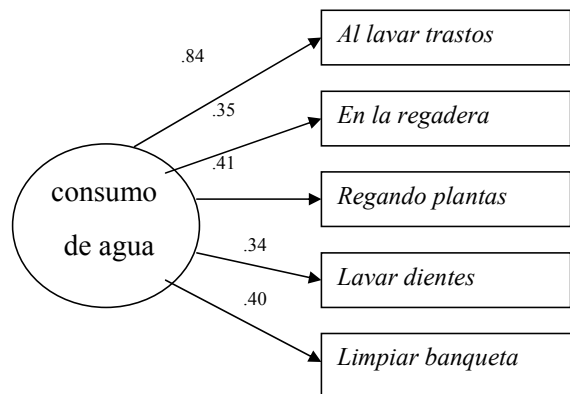 .84
Al lavar trastos
.35
En la regadera
.41
consumo
de agua
Regando plantas
.34
Lavar dientes
.40
Limpiar banqueta